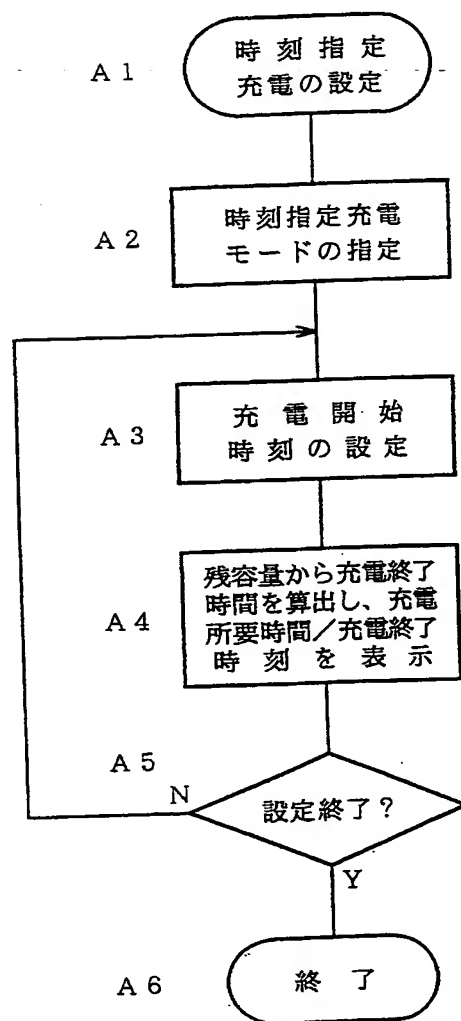 A1
時刻指定
充電の設定
A2
時刻指定充電
モードの指定
A3
充電開始
時刻の設定
A4
残容量から充電終了
時間を算出し、充電
所要時間／充電終了
時刻を表示
A5
N
設定終了？
Y
A6
終了